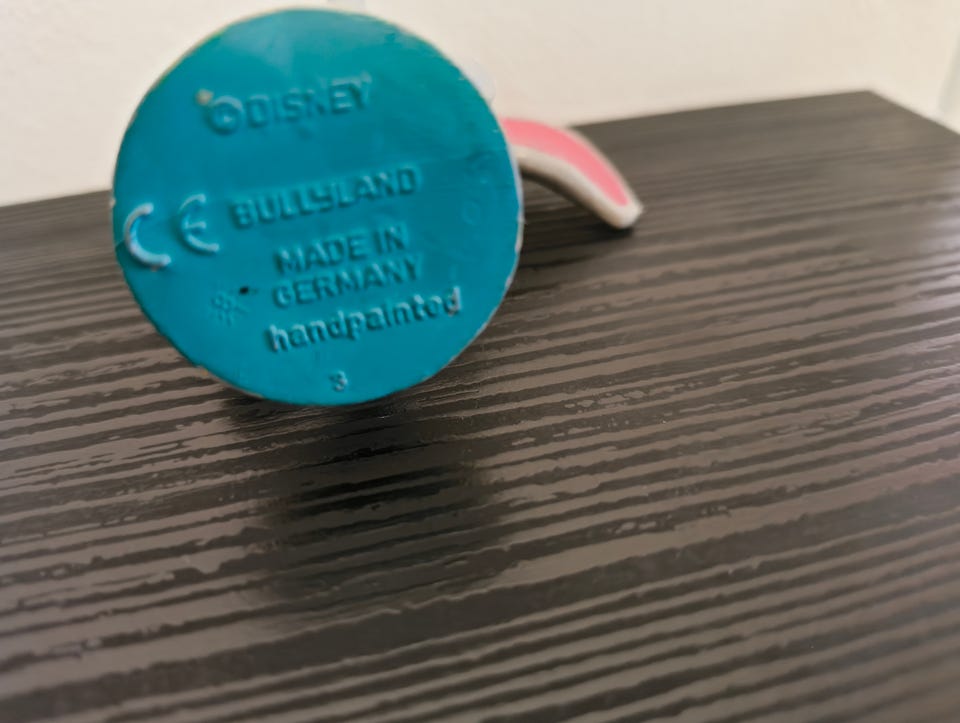 ©DISNEY
CE BULLYLAND
MADE IN
GERMANY
handpainted
3